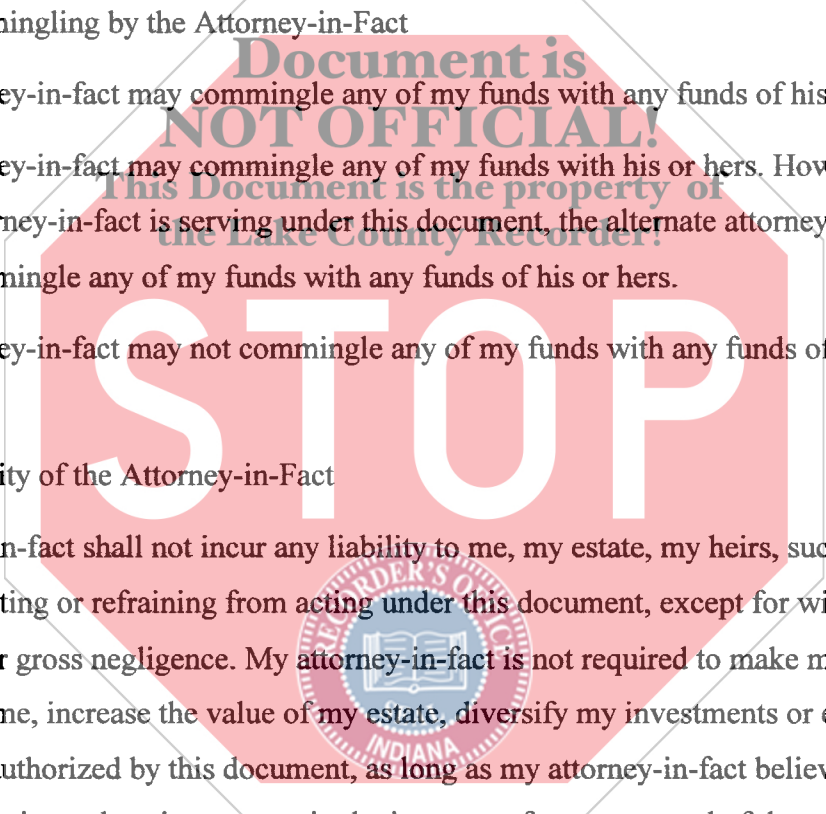 ningling by the Attorney-in-Fact
Document is
ey-in-fact may commingle any of my funds with any funds of his
NOT OFFICIAL!
ey-in-fact may commingle any of my funds with his or hers. How
This Document is the property of
ney-in-fact is serving under this document, the alternate attorney
the Lake County Recorder!
ningle any of my funds with any funds of his or hers.
STOP
ey-in-fact may not commingle any of my funds with any funds of
ity of the Attorney-in-Fact
n-fact shall not incur any liability to me, my estate, my heirs, suc
RECORDER'S OFFIC
ting or refraining from acting under this document, except for wi
r gross negligence. My attorney-in-fact is not required to make m
ne, increase the value of my estate, diversify my investments or e
INDIANA
uthorized by this document, as long as my attorney-in-fact believ